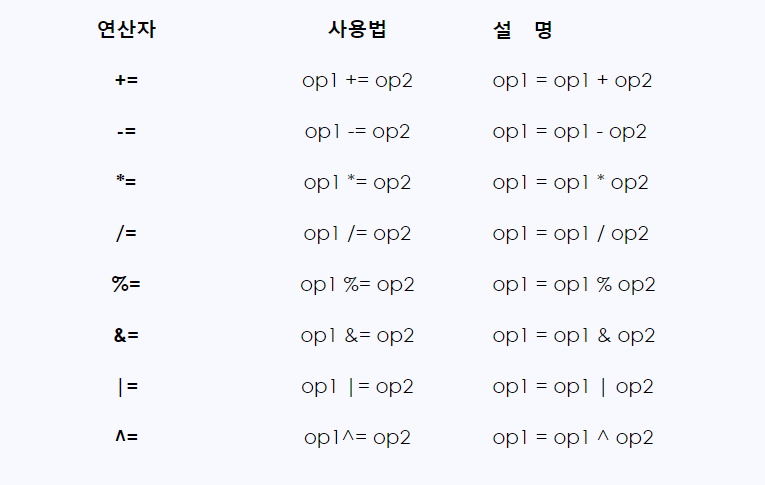 연산자 사용법 설 명
+= op1 += op2 op1 = op1 + op2
-= op1 -= op2 op1 = op1 - op2
*= op1 *= op2 op1 = op1 * op2
/= op1 /= op2 op1 = op1 / op2
%= op1 %= op2 op1 = op1 % op2
&= op1 &= op2 op1 = op1 & op2
|= op1 |= op2 op1 = op1 | op2
^= op1^= op2 op1 = op1 ^ op2